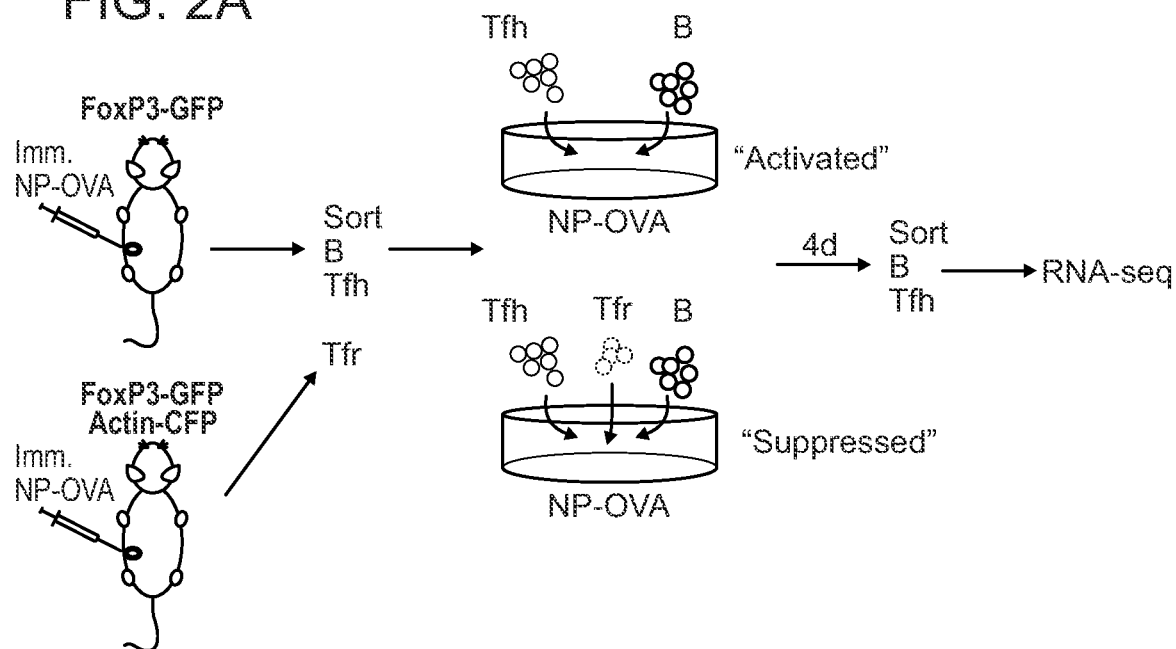 FIG. 2A
Tfh
B
FoxP3-GFP
Imm.
NP-OVA
"Activated"
NP-OVA
Sort
B
Tfh
4d
Sort
B
Tfh
RNA-seq
Tfh
Tfr
B
Tfr
FoxP3-GFP
Actin-CFP
Imm.
NP-OVA
"Suppressed"
NP-OVA